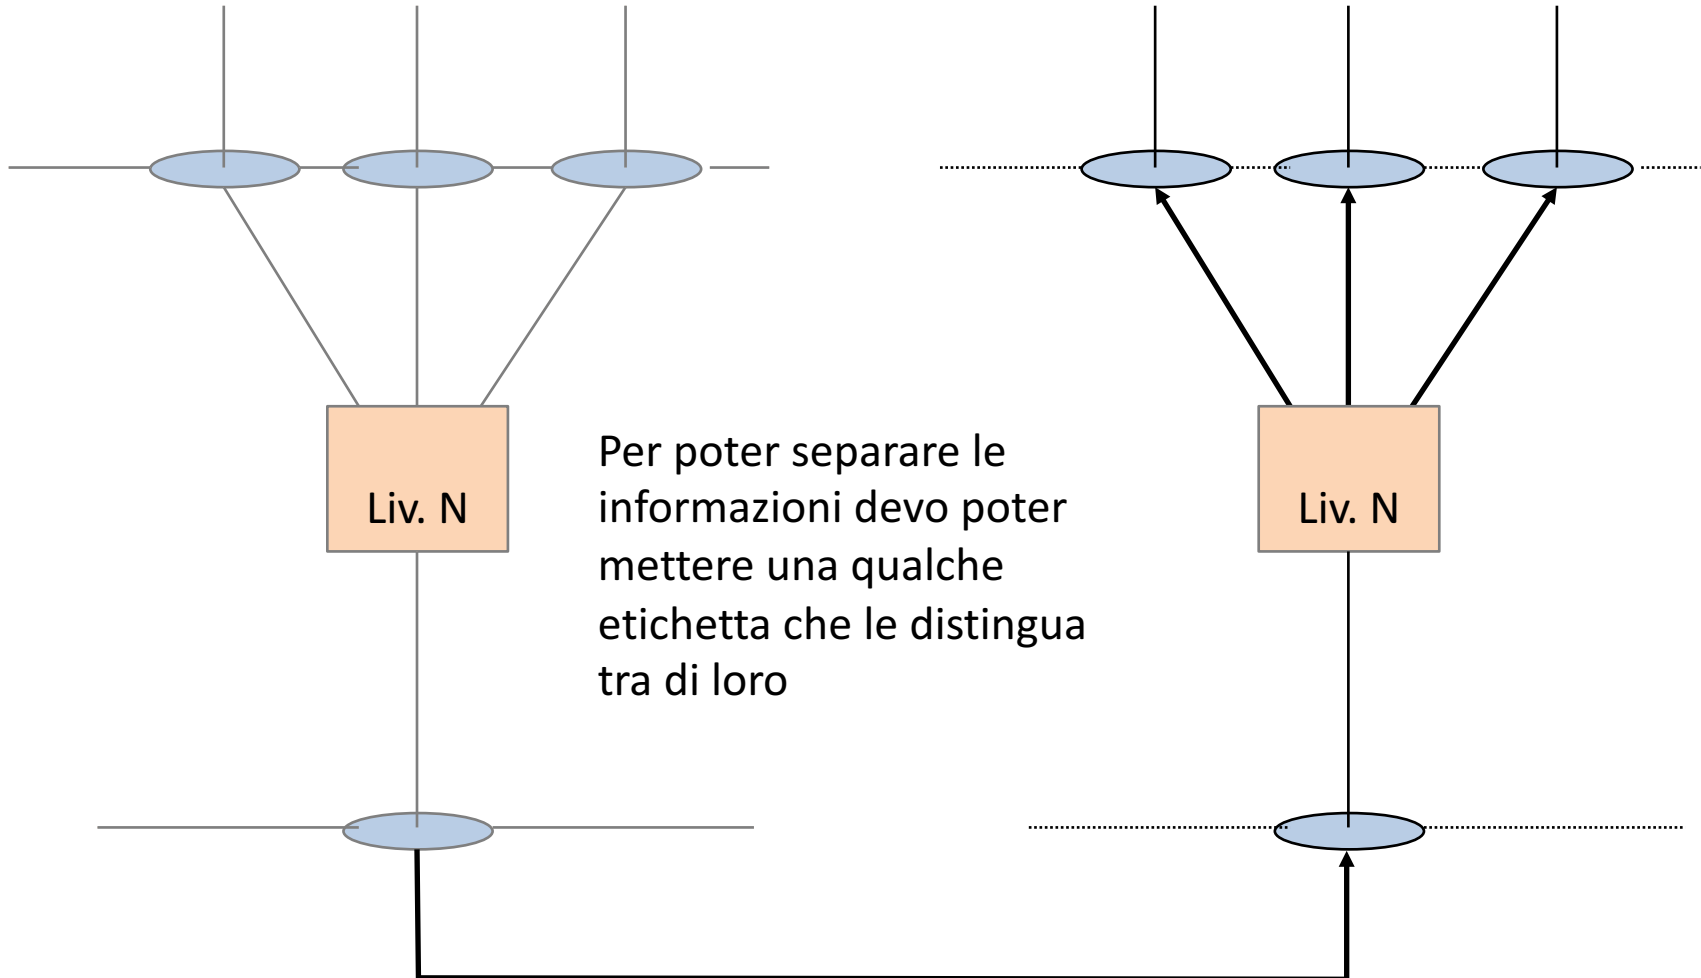 Liv. N
Per poter separare le
informazioni devo poter
mettere una qualche
etichetta che le distingua
tra di loro
Liv. N